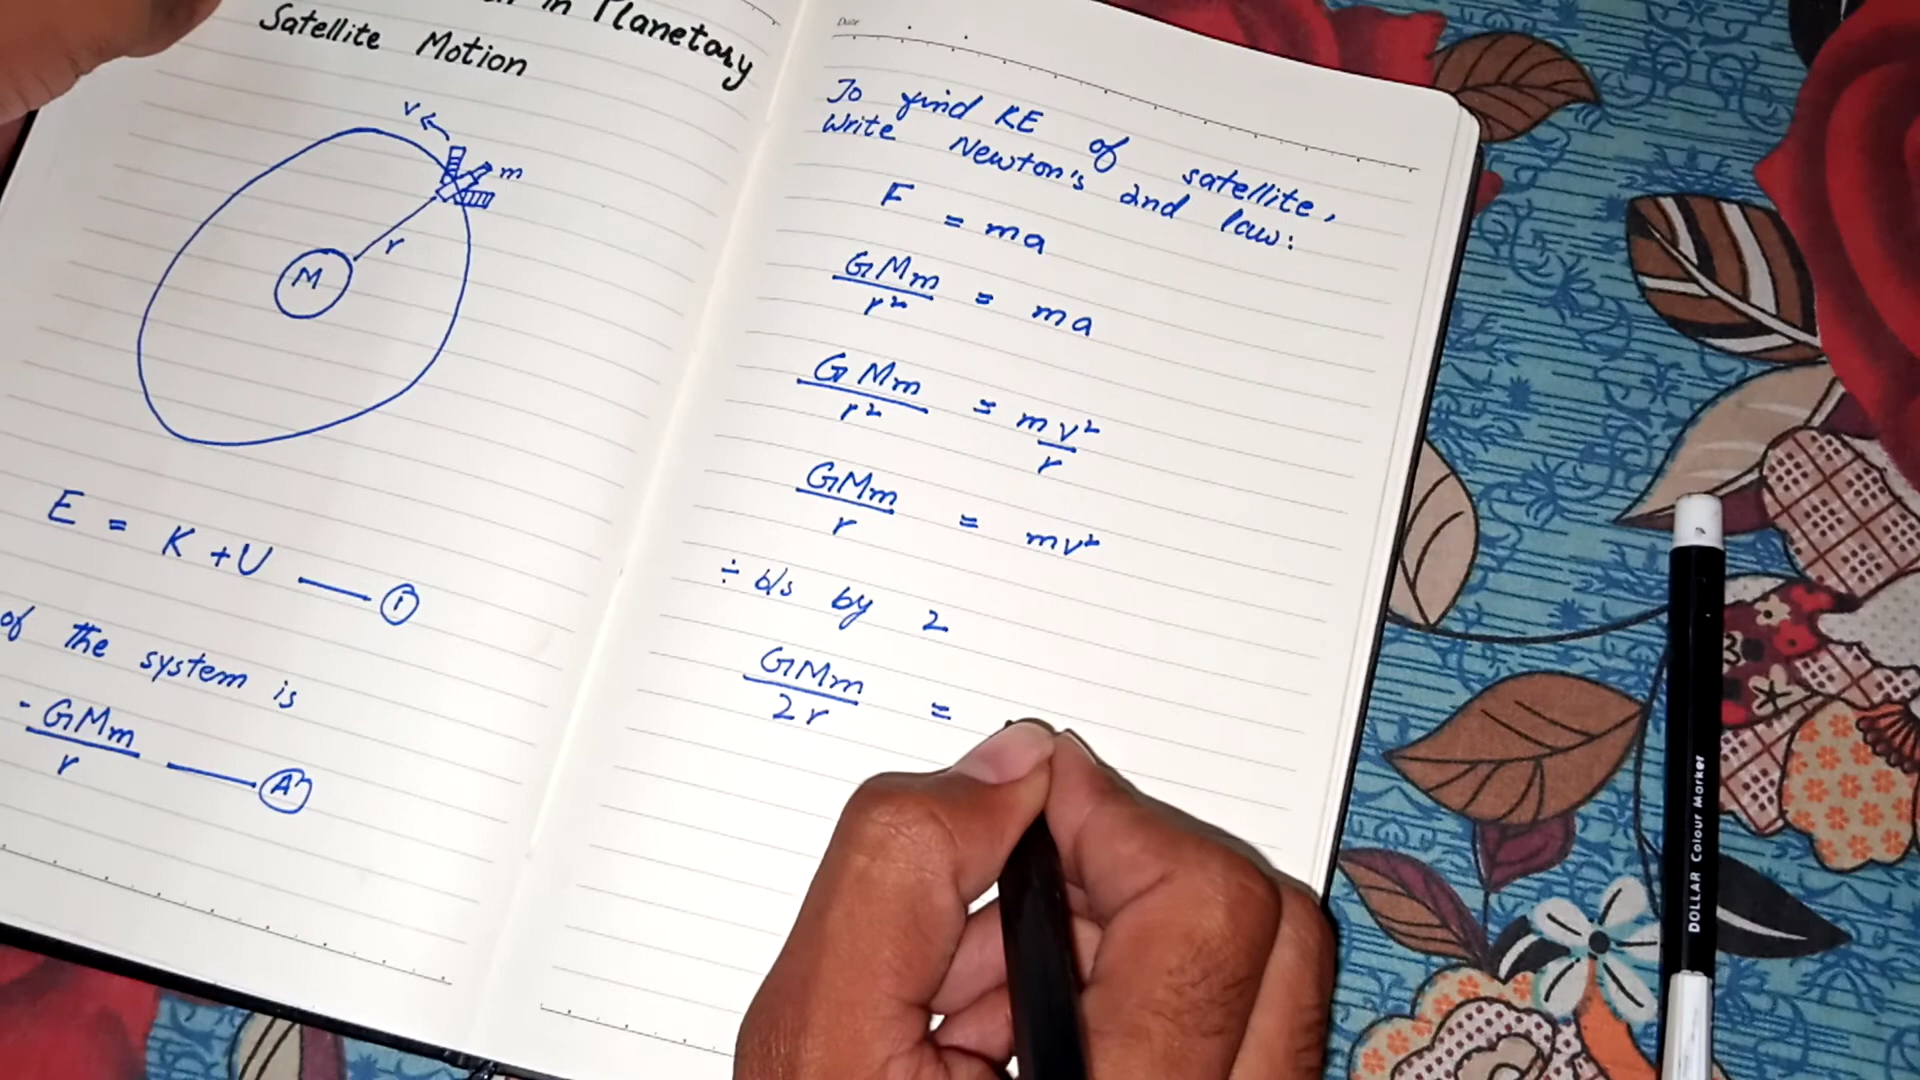 in Planetary
Satellite Motion
v
m
r
M
E = K + U — (i)
of the system is
- GMm
r
— (A)
Date
To find KE of satellite,
Write Newton's 2nd law:
F = ma
GMm
r² = ma
GMm
r² = m v²
r
GMm
r = mv²
÷ b/s by 2
GMm
2r =
DOLLAR Colour Marker